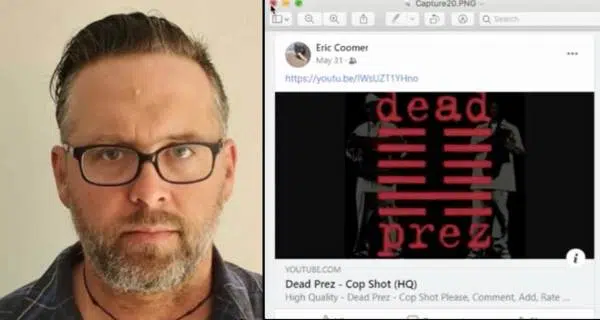 Capture20.PNG
Search
Eric Coomer
May 31
https://youtu.be/IWsUZT1YHno
dead
prez
YOUTUBE.COM
Dead Prez - Cop Shot (HQ)
High Quality - Dead Prez - Cop Shot Please, Comment, Add, Rate ...